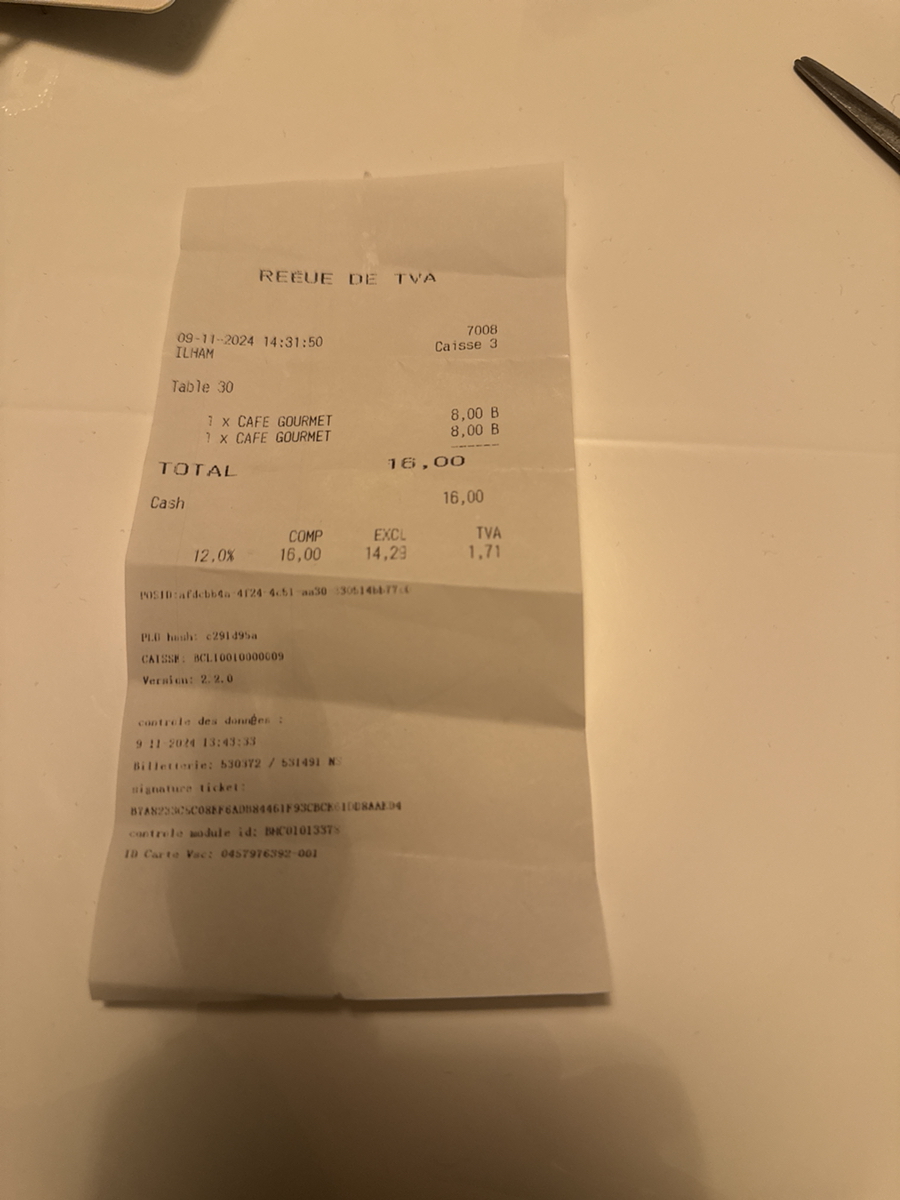 REÉUE DE TVA
09-11-2024 14:31:50 7008
ILHAM Caisse 3
Table 30
1 x CAFE GOURMET 8,00 B
1 x CAFE GOURMET 8,00 B
TOTAL 16,00
Cash 16,00
COMP EXCL TVA
12,0% 16,00 14,29 1,71
PLU hash: c291d95a
CAISSE: BCL10010000009
Version: 2.2.0
controle des données :
9 11 2024 13:43:33
Billetterie: 530372 / 531491 NS
signature ticket:
controle module id:
ID Carte Vsc: 0457976392-001